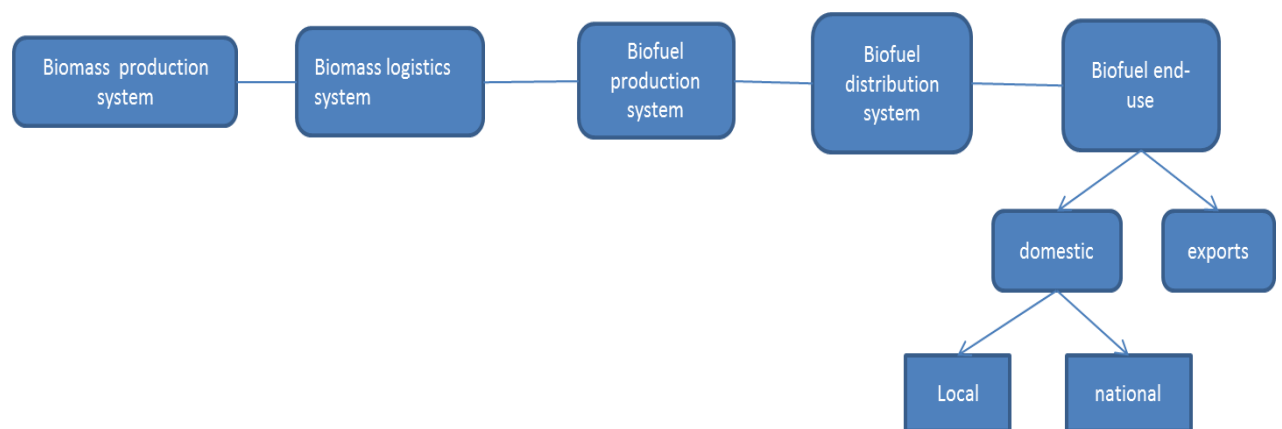 Biomass production
system
Biomass logistics
system
Biofuel
production
system
Biofuel
distribution
system
Biofuel end-
use
domestic
exports
Local
national